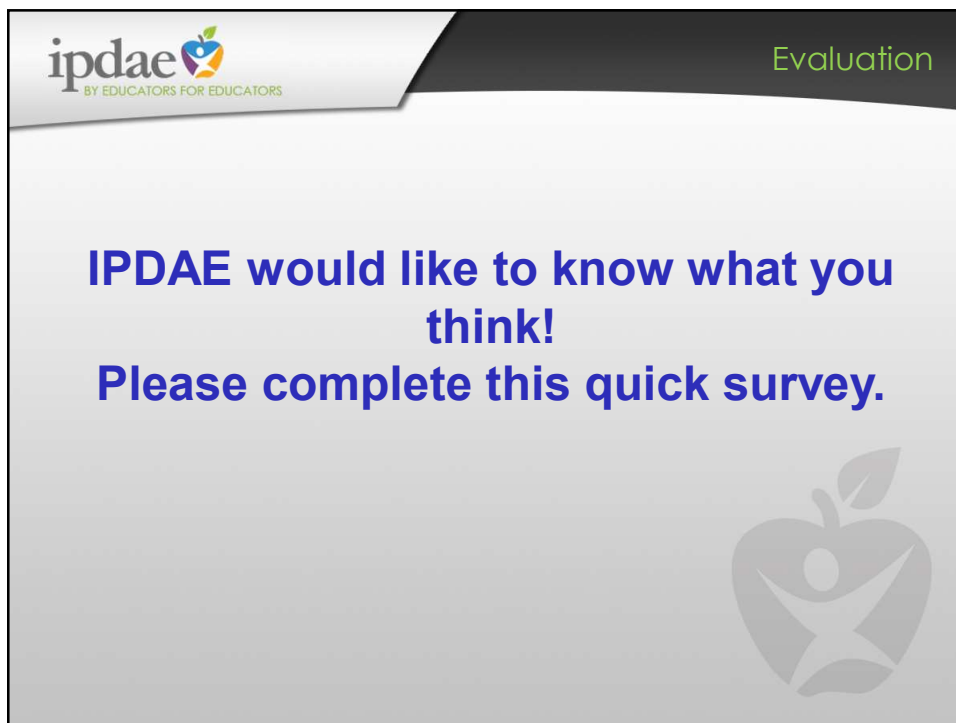 ipdae
BY EDUCATORS FOR EDUCATORS
Evaluation
IPDAE would like to know what you
think!
Please complete this quick survey.